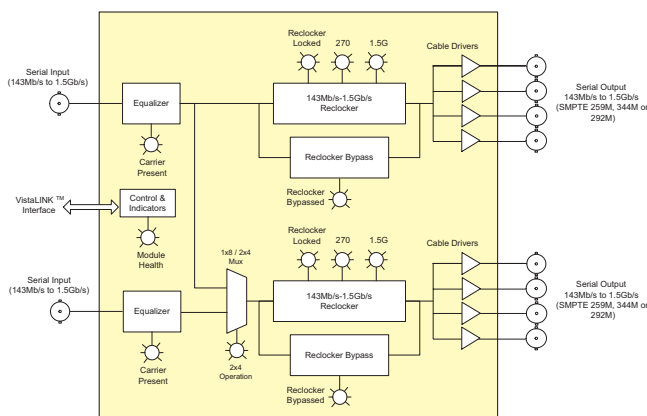 Reclocker
Locked
270
1.5G
Cable Drivers
Serial Input
(143Mb/s to 1.5Gb/s)
Equalizer
143Mb/s-1.5Gb/s
Reclocker
Serial Output
143Mb/s to 1.5Gb/s
(SMPTE 259M, 344M or
292M)
Carrier
Present
Reclocker Bypass
VistaLINK ™
Interface
Control &
Indicators
Reclocker
Bypassed
Module
Health
1x8 / 2x4
Mux
Reclocker
Locked
270
1.5G
Cable Drivers
Serial Input
(143Mb/s to 1.5Gb/s)
Equalizer
143Mb/s-1.5Gb/s
Reclocker
Serial Output
143Mb/s to 1.5Gb/s
(SMPTE 259M, 344M or
292M)
Carrier
Present
2x4
Operation
Reclocker Bypass
Reclocker
Bypassed